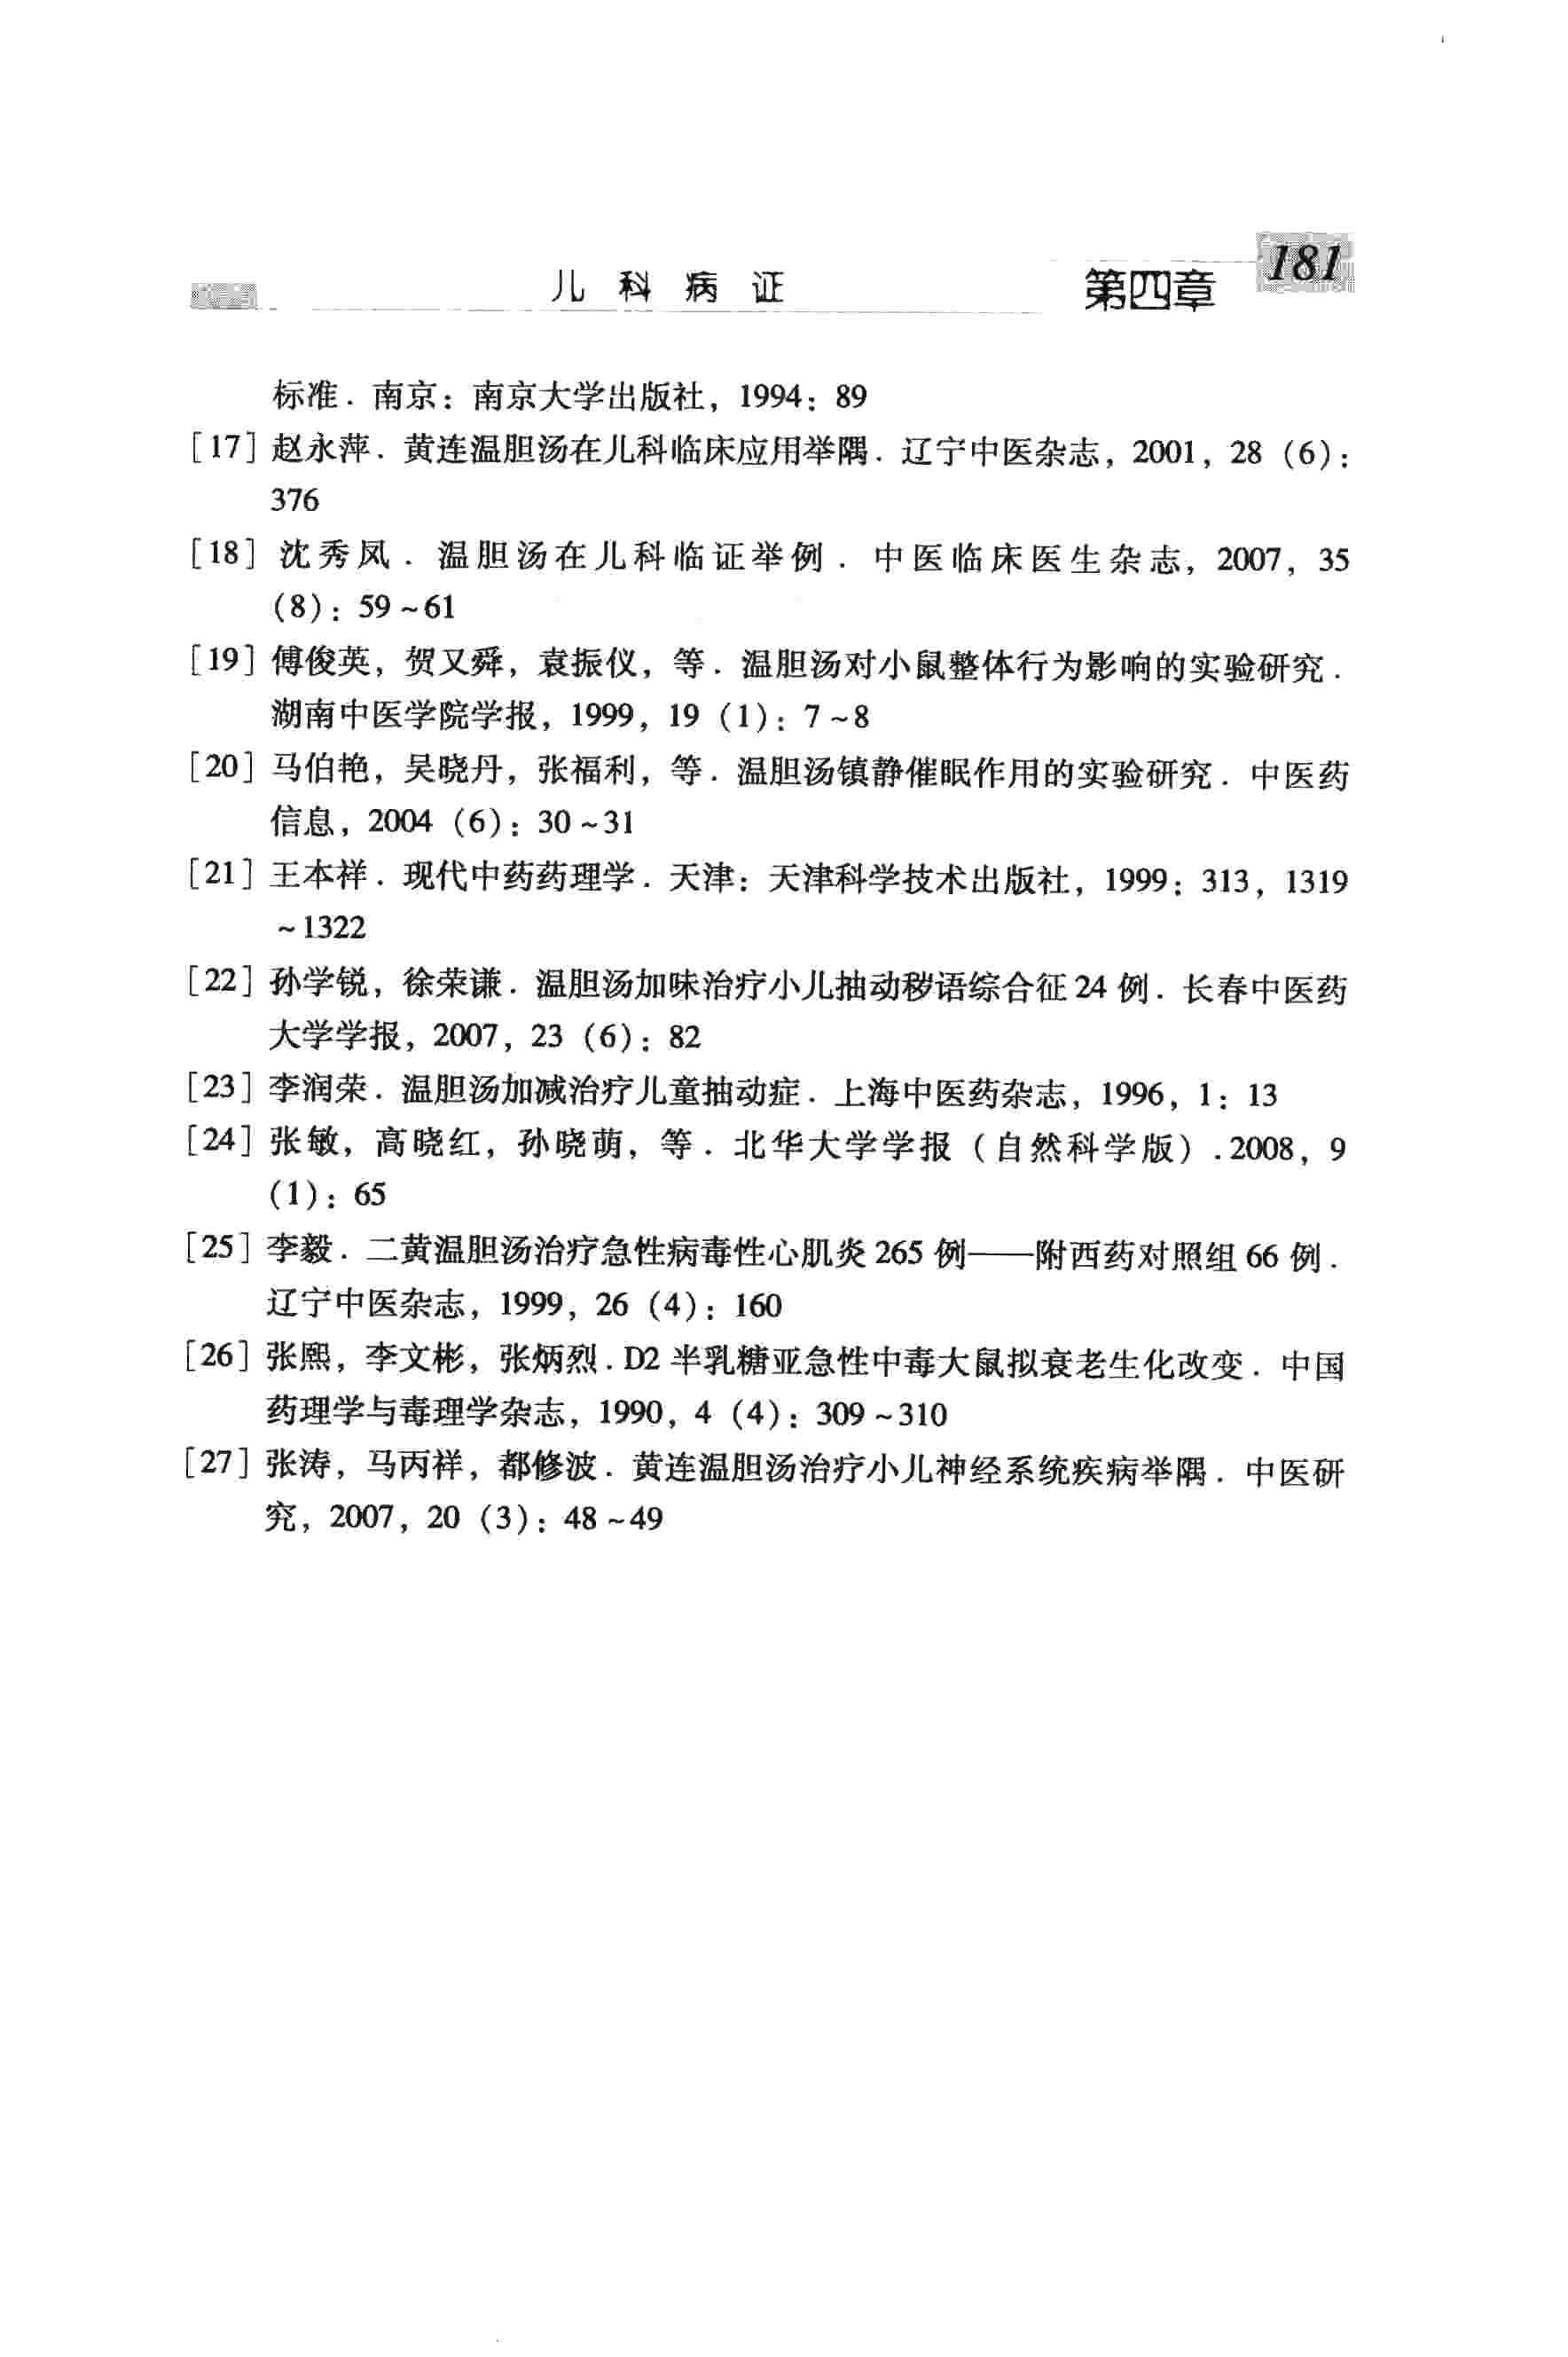 儿科病证 第四章 181
标准．南京：南京大学出版社，1994：89
[17] 赵永萍．黄连温胆汤在儿科临床应用举隅．辽宁中医杂志，2001，28（6）：
376
[18] 沈秀凤．温胆汤在儿科临证举例．中医临床医生杂志，2007，35
（8）：59~61
[19] 傅俊英，贺又舜，袁振仪，等．温胆汤对小鼠整体行为影响的实验研究．
湖南中医学院学报，1999，19（1）：7~8
[20] 马伯艳，吴晓丹，张福利，等．温胆汤镇静催眠作用的实验研究．中医药
信息，2004（6）：30~31
[21] 王本祥．现代中药药理学．天津：天津科学技术出版社，1999：313，1319
~1322
[22] 孙学锐，徐荣谦．温胆汤加味治疗小儿抽动秽语综合征24例．长春中医药
大学学报，2007，23（6）：82
[23] 李润荣．温胆汤加减治疗儿童抽动症．上海中医药杂志，1996，1：13
[24] 张敏，高晓红，孙晓萌，等．北华大学学报（自然科学版）.2008，9
（1）：65
[25] 李毅．二黄温胆汤治疗急性病毒性心肌炎265例——附西药对照组66例．
辽宁中医杂志，1999，26（4）：160
[26] 张熙，李文彬，张炳烈．D2半乳糖亚急性中毒大鼠拟衰老生化改变．中国
药理学与毒理学杂志，1990，4（4）：309~310
[27] 张涛，马丙祥，都修波．黄连温胆汤治疗小儿神经系统疾病举隅．中医研
究，2007，20（3）：48~49